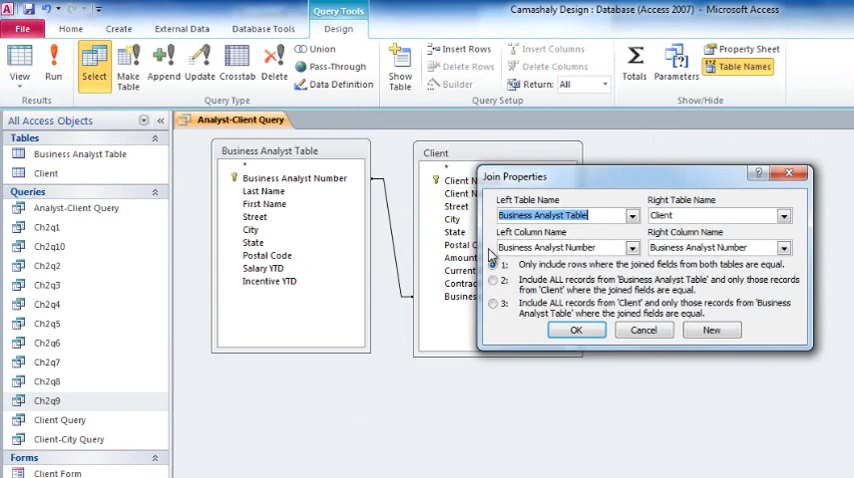 Query Tools
Camashaly Design : Database (Access 2007) - Microsoft Access
File
Home
Create
External Data
Database Tools
Design
View
Run
Select
Make
Table
Append
Update
Crosstab
Delete
Union
Pass-Through
Data Definition
Show
Table
Insert Rows
Delete Rows
Builder
Insert Columns
Delete Columns
Return: All
Totals
Parameters
Property Sheet
Table Names
Results
Query Type
Query Setup
Show/Hide
All Access Objects
Tables
Business Analyst Table
Client
Queries
Analyst-Client Query
Ch2q1
Ch2q10
Ch2q2
Ch2q3
Ch2q4
Ch2q5
Ch2q6
Ch2q7
Ch2q8
Ch2q9
Client Query
Client-City Query
Forms
Client Form
Analyst-Client Query
Business Analyst Table
*
Business Analyst Number
Last Name
First Name
Street
City
State
Postal Code
Salary YTD
Incentive YTD
Client
*
Client N
Client Na
Street
City
State
Postal Co
Amount
Current
Contrac
Busines
Join Properties
Left Table Name
Right Table Name
Business Analyst Table
Client
Left Column Name
Right Column Name
Business Analyst Number
Business Analyst Number
1: Only include rows where the joined fields from both tables are equal.
2: Include ALL records from 'Business Analyst Table' and only those records
from 'Client' where the joined fields are equal.
3: Include ALL records from 'Client' and only those records from 'Business
Analyst Table' where the joined fields are equal.
OK
Cancel
New